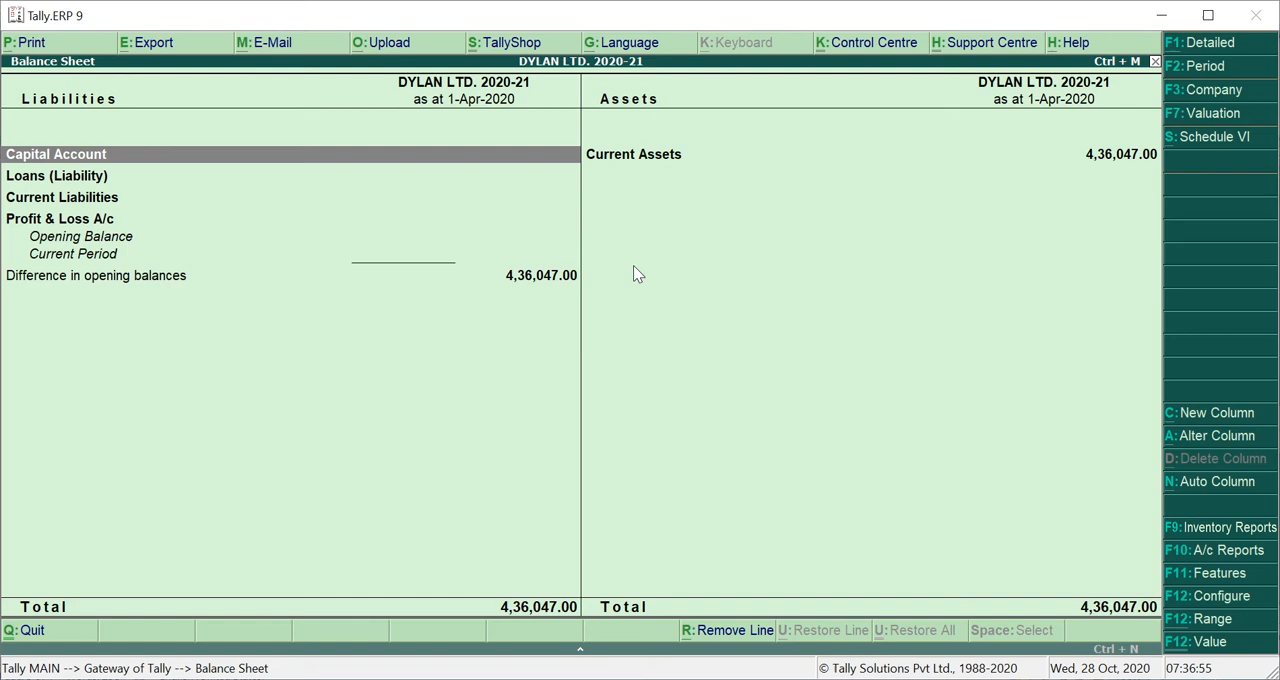 Tally.ERP 9
P: Print E: Export M: E-Mail O: Upload S: TallyShop G: Language K: Keyboard K: Control Centre H: Support Centre H: Help
Balance Sheet DYLAN LTD. 2020-21 Ctrl + M
DYLAN LTD. 2020-21 DYLAN LTD. 2020-21
Liabilities as at 1-Apr-2020 Assets as at 1-Apr-2020
Capital Account Current Assets 4,36,047.00
Loans (Liability)
Current Liabilities
Profit & Loss A/c
Opening Balance
Current Period
Difference in opening balances 4,36,047.00
Total 4,36,047.00 Total 4,36,047.00
Q: Quit R: Remove Line U: Restore Line U: Restore All Space: Select
Ctrl + N
Tally MAIN --> Gateway of Tally --> Balance Sheet © Tally Solutions Pvt Ltd., 1988-2020 Wed, 28 Oct, 2020 07:36:55
F1: Detailed
F2: Period
F3: Company
F7: Valuation
S: Schedule VI
C: New Column
A: Alter Column
D: Delete Column
N: Auto Column
F9: Inventory Reports
F10: A/c Reports
F11: Features
F12: Configure
F12: Range
F12: Value